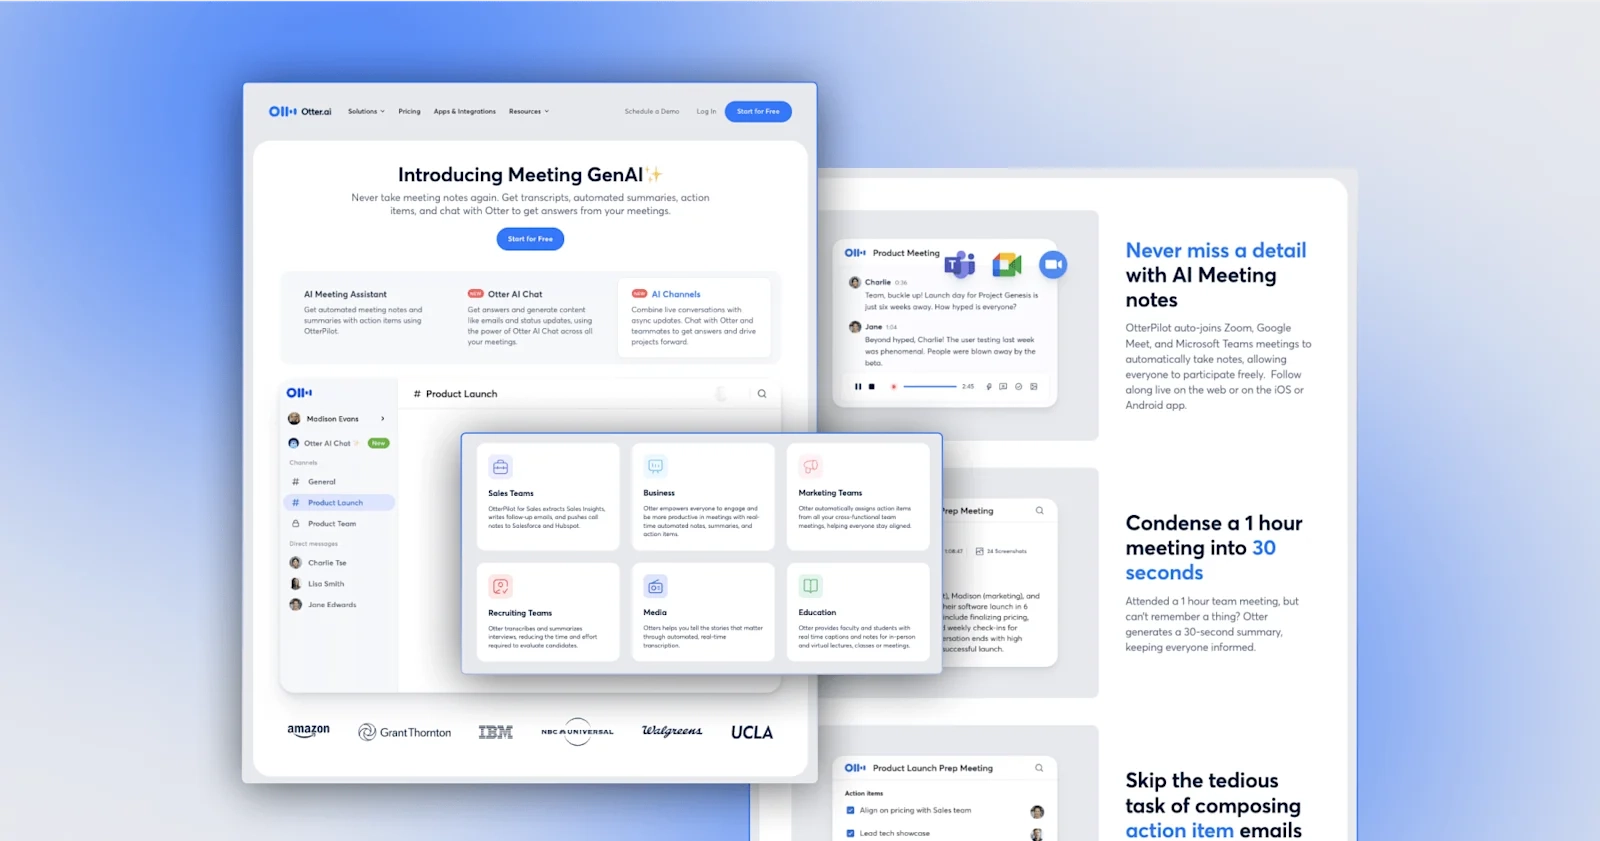 Otter.ai
Solutions
Pricing
Apps & Integrations
Resources
Schedule a Demo
Log In
Start for Free
Introducing Meeting GenAI✨
Never take meeting notes again. Get transcripts, automated summaries, action
items, and chat with Otter to get answers from your meetings.
Start for Free
AI Meeting Assistant
Get automated meeting notes and
summaries with action items using
OtterPilot.
NEW Otter AI Chat
Get answers and generate content
like emails and status updates, using
the power of Otter AI Chat across all
your meetings.
NEW AI Channels
Combine live conversations with
async updates. Chat with Otter and
teammates to get answers and drive
projects forward.
Madison Evans
Otter AI Chat New
Channels
# General
# Product Launch
Product Team
Direct messages
Charlie Tse
Lisa Smith
Jane Edwards
# Product Launch
Sales Teams
OtterPilot for Sales extracts Sales Insights,
writes follow-up emails, and pushes call
notes to Salesforce and Hubspot.
Business
Otter empowers everyone to engage and
be more productive in meetings with real-
time automated notes, summaries, and
action items.
Marketing Teams
Otter automatically assigns action items
from all your cross-functional team
meetings, helping everyone stay aligned.
Recruiting Teams
Otter transcribes and summarizes
interviews, reducing the time and effort
required to evaluate candidates.
Media
Otters helps you tell the stories that matter
through automated, real-time
transcription.
Education
Otter provides faculty and students with
real time captions and notes for in-person
and virtual lectures, classes or meetings.
amazon
GrantThornton
IBM
NBCUNIVERSAL
Walgreens
UCLA
Product Meeting
T
Charlie 0:36
Team, buckle up! Launch day for Project Genesis is
just six weeks away. How hyped is everyone?
Jane 1:04
Beyond hyped, Charlie! The user testing last week
was phenomenal. People were blown away by the
beta.
2:45
Never miss a detail
with AI Meeting
notes
OtterPilot auto-joins Zoom, Google
Meet, and Microsoft Teams meetings to
automatically take notes, allowing
everyone to participate freely. Follow
along live on the web or on the iOS or
Android app.
Prep Meeting
1:08:47
24 Screenshots
t), Madison (marketing), and
heir software launch in 6
include finalizing pricing,
weekly check-ins for
ersation ends with high
successful launch.
Condense a 1 hour
meeting into 30
seconds
Attended a 1 hour team meeting, but
can't remember a thing? Otter
generates a 30-second summary,
keeping everyone informed.
Product Launch Prep Meeting
Action items
Align on pricing with Sales team
Lead tech showcase
Skip the tedious
task of composing
action item emails